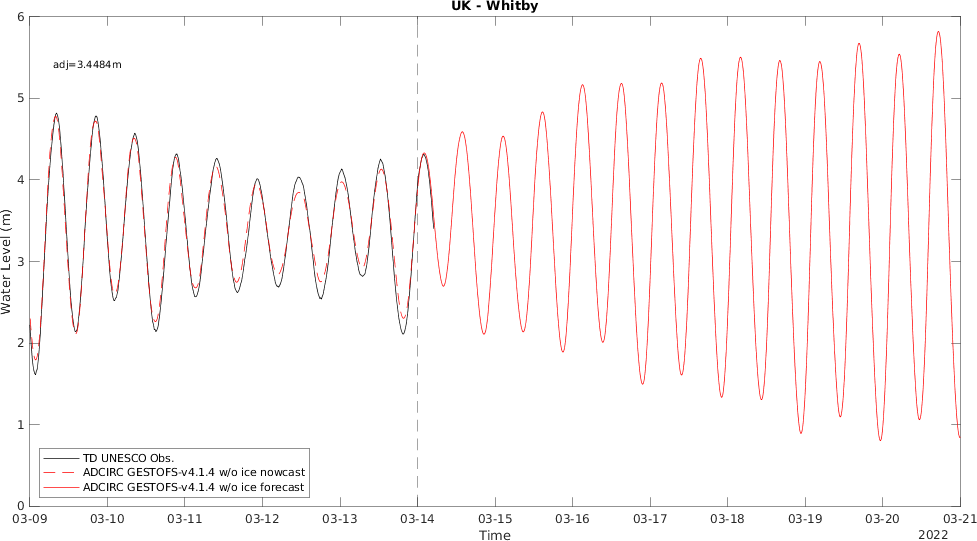 UK - Whitby
6
adj=3.4484m
5
4
3
2
1
0
Water Level (m)
TD UNESCO Obs.
ADCIRC GESTOFS-v4.1.4 w/o ice nowcast
ADCIRC GESTOFS-v4.1.4 w/o ice forecast
03-09 03-10 03-11 03-12 03-13 03-14 03-15 03-16 03-17 03-18 03-19 03-20 03-21
Time
2022